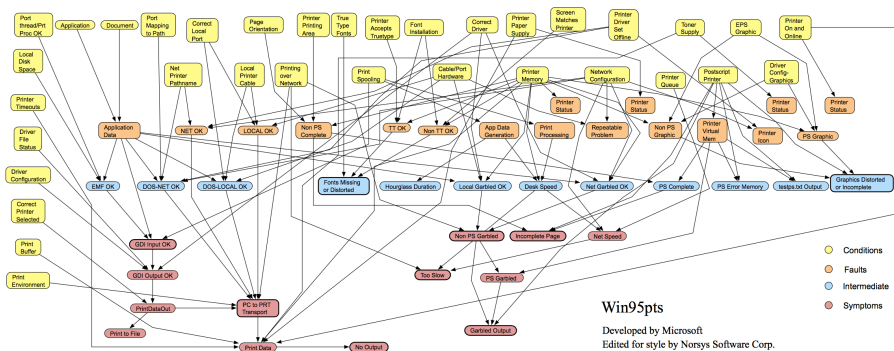 Port
thread/Prt
Proc OK
Application
Document
Port
Mapping
to Path
Correct
Local
Port
Page
Orientation
Printer
Printing
Area
True
Type
Fonts
Printer
Accepts
Truetype
Font
Installation
Correct
Driver
Printer
Paper
Supply
Screen
Matches
Printer
Printer
Driver
Set
Offline
Toner
Supply
EPS
Graphic
Printer
On and
Online
Local
Disk
Space
Net
Printer
Pathname
Local
Printer
Cable
Printing
over
Network
Print
Spooling
Cable/Port
Hardware
Printer
Memory
Network
Configuration
Printer
Queue
Postscript
Printer
Driver
Config-
Graphics
Printer
Timeouts
Printer
Status
Printer
Status
Printer
Status
Printer
Status
Driver
File
Status
Application
Data
NET OK
LOCAL OK
Non PS
Complete
TT OK
Non TT OK
App Data
Generation
Print
Processing
Repeatable
Problem
Non PS
Graphic
Printer
Virtual
Mem
Printer
Icon
PS Graphic
Driver
Configuration
EMF OK
DOS-NET OK
DOS-LOCAL OK
Fonts Missing
or Distorted
Hourglass Duration
Local Garbled OK
Desk Speed
Net Garbled OK
PS Complete
PS Error Memory
testps.txt Output
Graphics Distorted
or Incomplete
Correct
Printer
Selected
Print
Buffer
GDI Input OK
Non PS Garbled
Incomplete Page
Net Speed
Conditions
Print
Environment
GDI Output OK
Too Slow
PS Garbled
Faults
Intermediate
PrintDataOut
PC to PRT
Transport
Symptoms
Print to File
Garbled Output
Print Data
No Output
Win95pts
Developed by Microsoft
Edited for style by Norsys Software Corp.